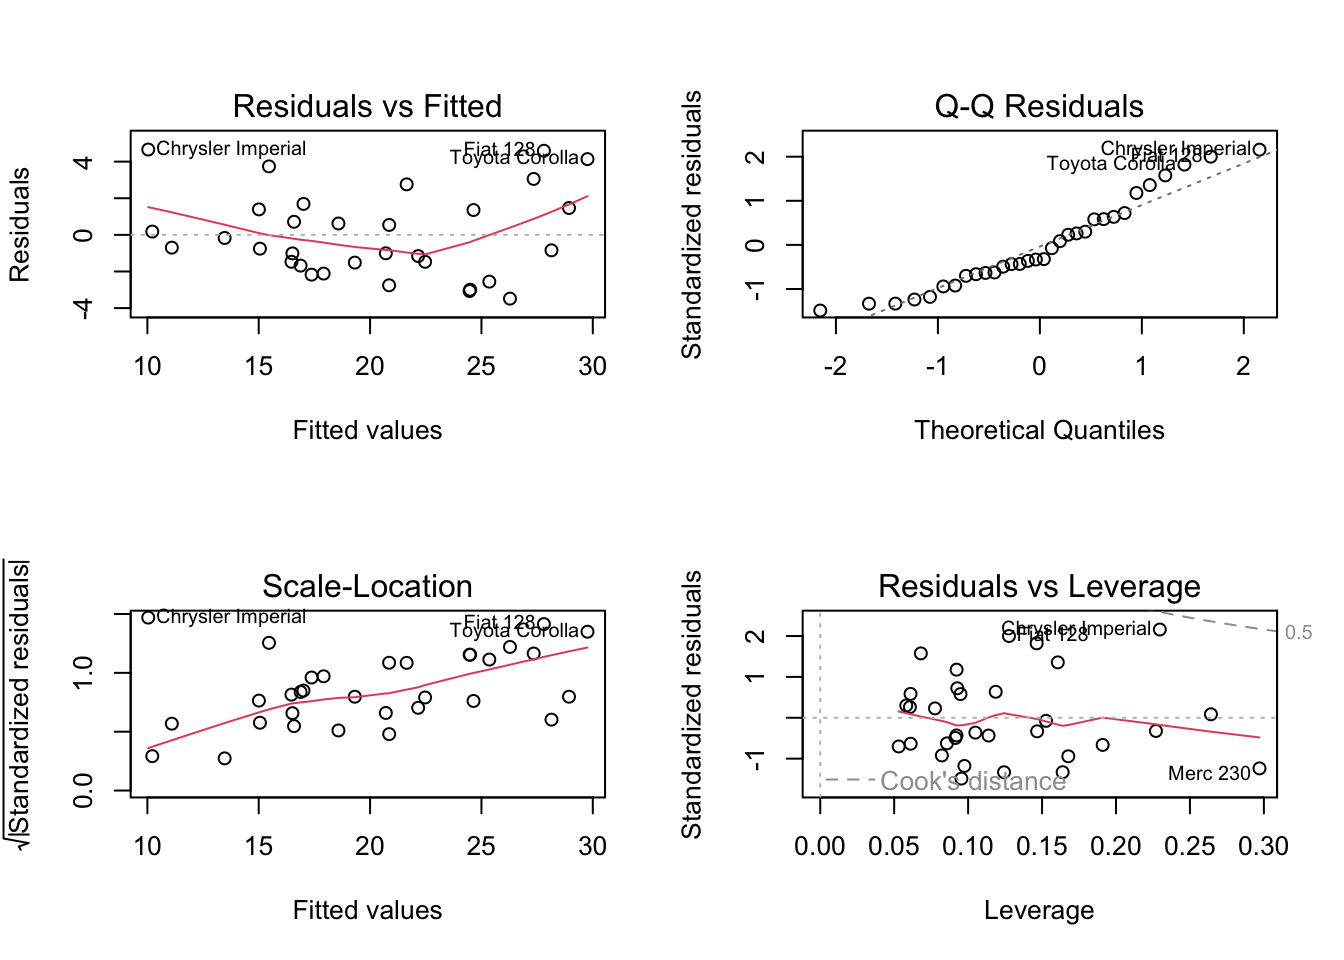 Residuals vs Fitted
Residuals
4
0
-4
Chrysler Imperial
Fiat 128
Toyota Corolla
10 15 20 25 30
Fitted values
Q-Q Residuals
Standardized residuals
2
1
0
-1
Chrysler Imperial
Fiat 128
Toyota Corolla
-2 -1 0 1 2
Theoretical Quantiles
Scale-Location
√|Standardized residuals|
1.0
0.0
Chrysler Imperial
Fiat 128
Toyota Corolla
10 15 20 25 30
Fitted values
Residuals vs Leverage
Standardized residuals
2
1
-1
Chrysler Imperial
Fiat 128
0.5
Merc 230
Cook's distance
0.00 0.05 0.10 0.15 0.20 0.25 0.30
Leverage